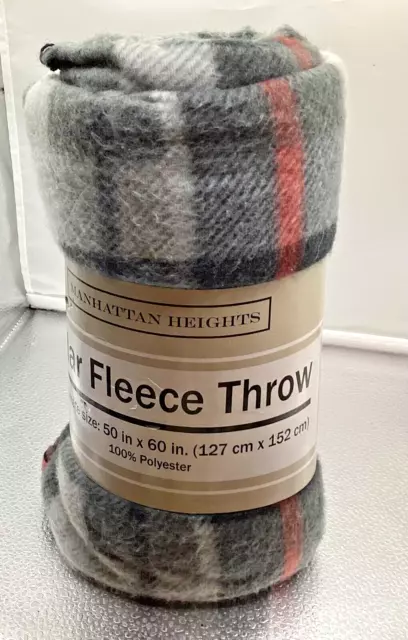 MANHATTAN HEIGHTS
ar Fleece Throw
size: 50 in x 60 in. (127 cm x 152 cm)
100% Polyester